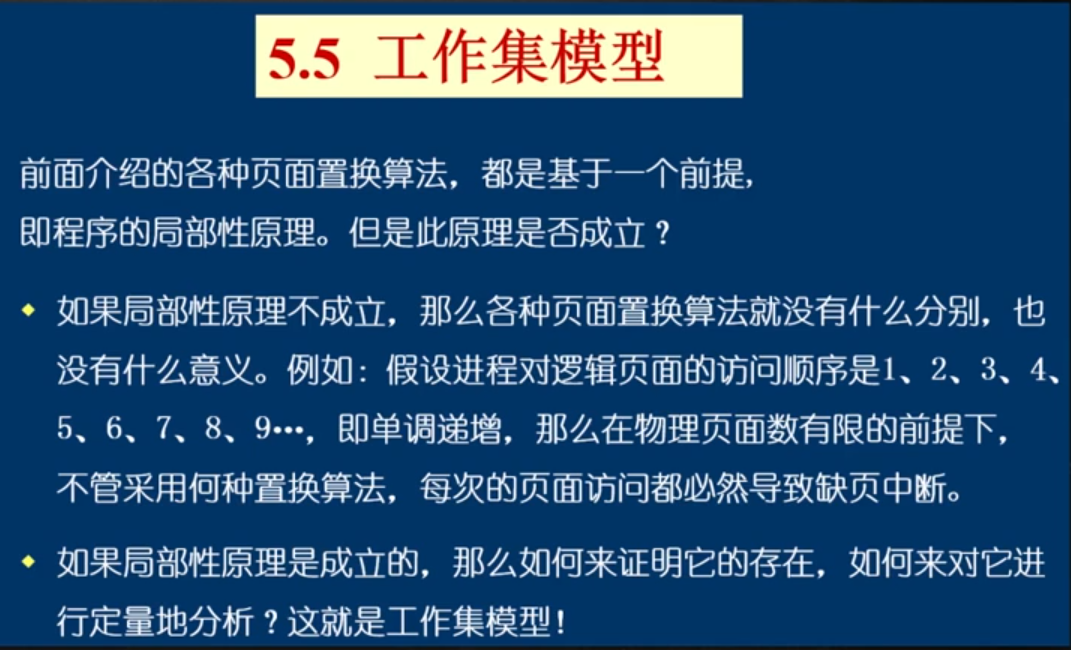 5.5 工作集模型
前面介绍的各种页面置换算法，都是基于一个前提，
即程序的局部性原理。但是此原理是否成立？
如果局部性原理不成立，那么各种页面置换算法就没有什么分别，也
没有什么意义。例如：假设进程对逻辑页面的访问顺序是1、2、3、4、
5、6、7、8、9…，即单调递增，那么在物理页面数有限的前提下，
不管采用何种置换算法，每次的页面访问都必然导致缺页中断。
如果局部性原理是成立的，那么如何来证明它的存在，如何来对它进
行定量地分析？这就是工作集模型！